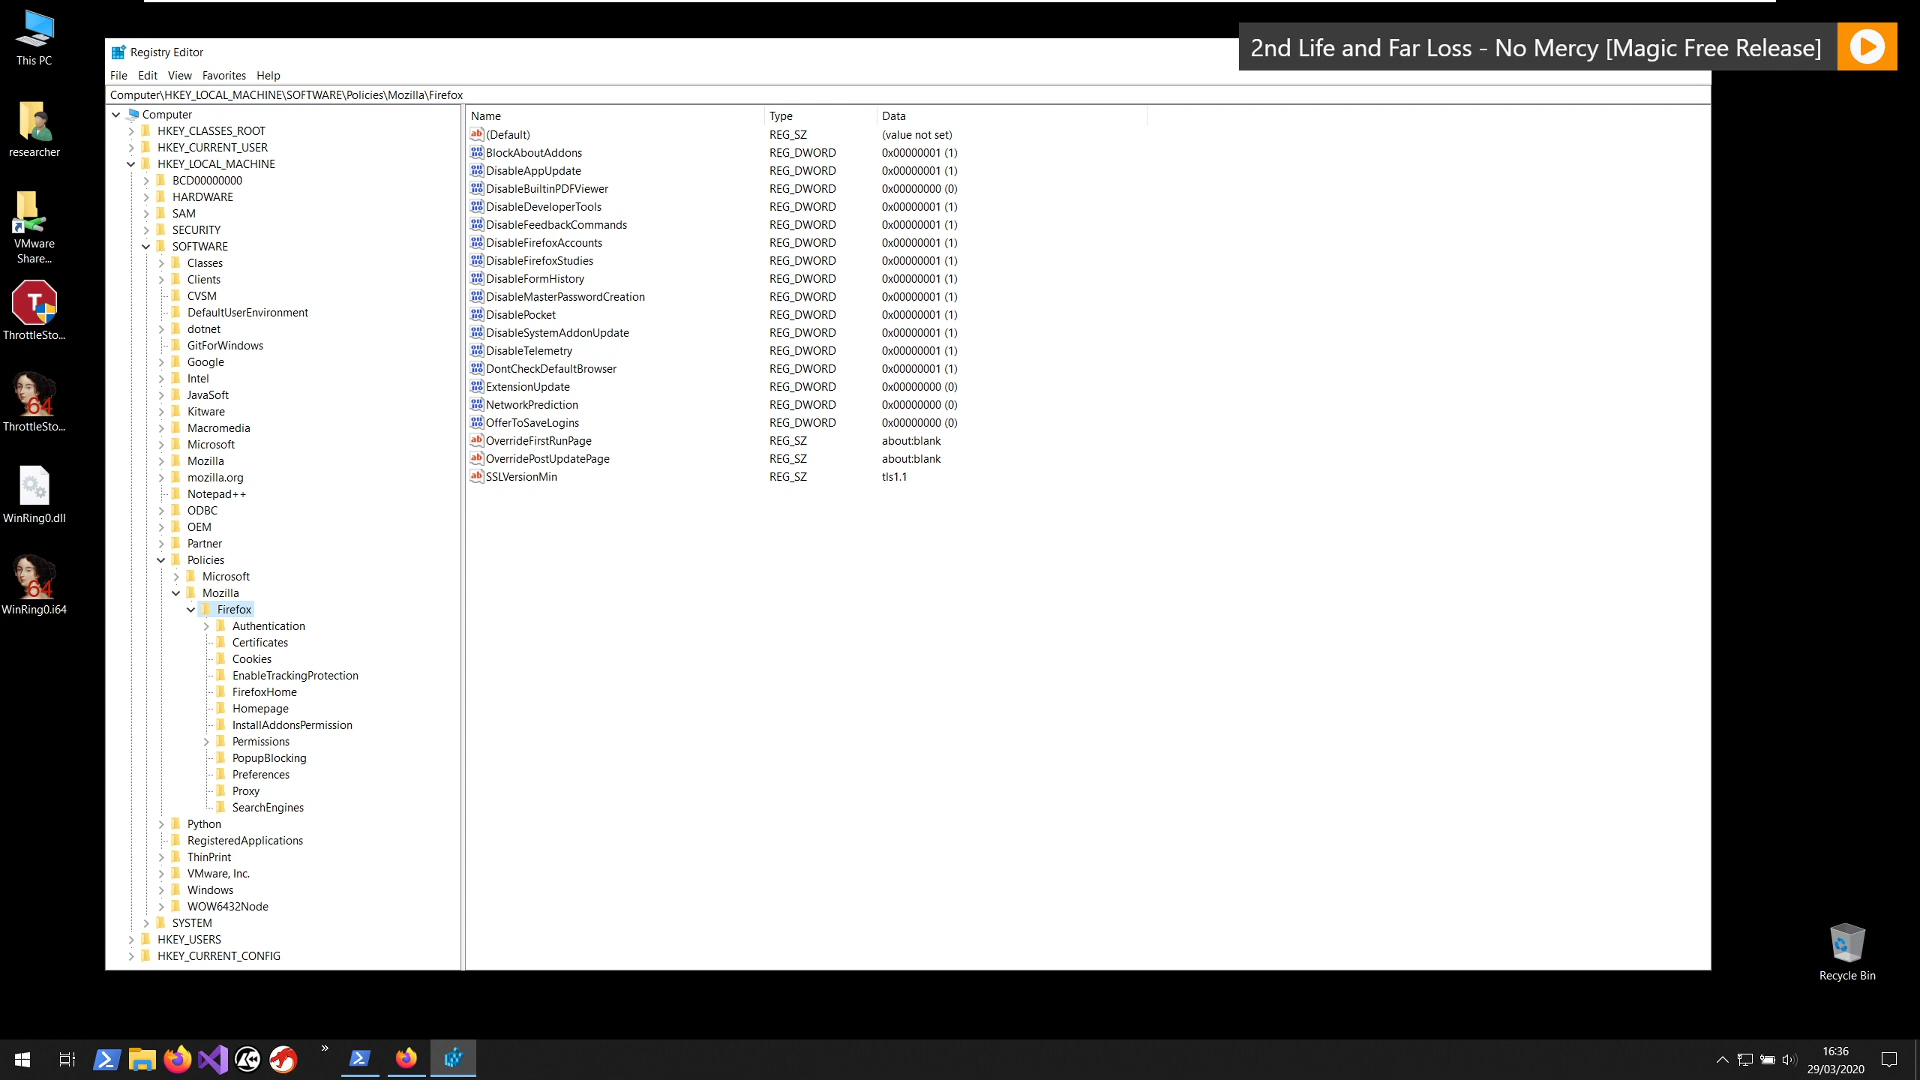 This PC
researcher
VMware
Share...
ThrottleSto...
ThrottleSto...
WinRing0.dll
WinRing0.i64
Registry Editor
2nd Life and Far Loss - No Mercy [Magic Free Release]
File Edit View Favorites Help
Computer\HKEY_LOCAL_MACHINE\SOFTWARE\Policies\Mozilla\Firefox
Computer
HKEY_CLASSES_ROOT
HKEY_CURRENT_USER
HKEY_LOCAL_MACHINE
BCD00000000
HARDWARE
SAM
SECURITY
SOFTWARE
Classes
Clients
CVSM
DefaultUserEnvironment
dotnet
GitForWindows
Google
Intel
JavaSoft
Kitware
Macromedia
Microsoft
Mozilla
mozilla.org
Notepad++
ODBC
OEM
Partner
Policies
Microsoft
Mozilla
Firefox
Authentication
Certificates
Cookies
EnableTrackingProtection
FirefoxHome
Homepage
InstallAddonsPermission
Permissions
PopupBlocking
Preferences
Proxy
SearchEngines
Python
RegisteredApplications
ThinPrint
VMware, Inc.
Windows
WOW6432Node
SYSTEM
HKEY_USERS
HKEY_CURRENT_CONFIG
Name Type Data
(Default) REG_SZ (value not set)
BlockAboutAddons REG_DWORD 0x00000001 (1)
DisableAppUpdate REG_DWORD 0x00000001 (1)
DisableBuiltinPDFViewer REG_DWORD 0x00000000 (0)
DisableDeveloperTools REG_DWORD 0x00000001 (1)
DisableFeedbackCommands REG_DWORD 0x00000001 (1)
DisableFirefoxAccounts REG_DWORD 0x00000001 (1)
DisableFirefoxStudies REG_DWORD 0x00000001 (1)
DisableFormHistory REG_DWORD 0x00000001 (1)
DisableMasterPasswordCreation REG_DWORD 0x00000001 (1)
DisablePocket REG_DWORD 0x00000001 (1)
DisableSystemAddonUpdate REG_DWORD 0x00000001 (1)
DisableTelemetry REG_DWORD 0x00000001 (1)
DontCheckDefaultBrowser REG_DWORD 0x00000001 (1)
ExtensionUpdate REG_DWORD 0x00000000 (0)
NetworkPrediction REG_DWORD 0x00000000 (0)
OfferToSaveLogins REG_DWORD 0x00000000 (0)
OverrideFirstRunPage REG_SZ about:blank
OverridePostUpdatePage REG_SZ about:blank
SSLVersionMin REG_SZ tls1.1
Recycle Bin
16:36
29/03/2020